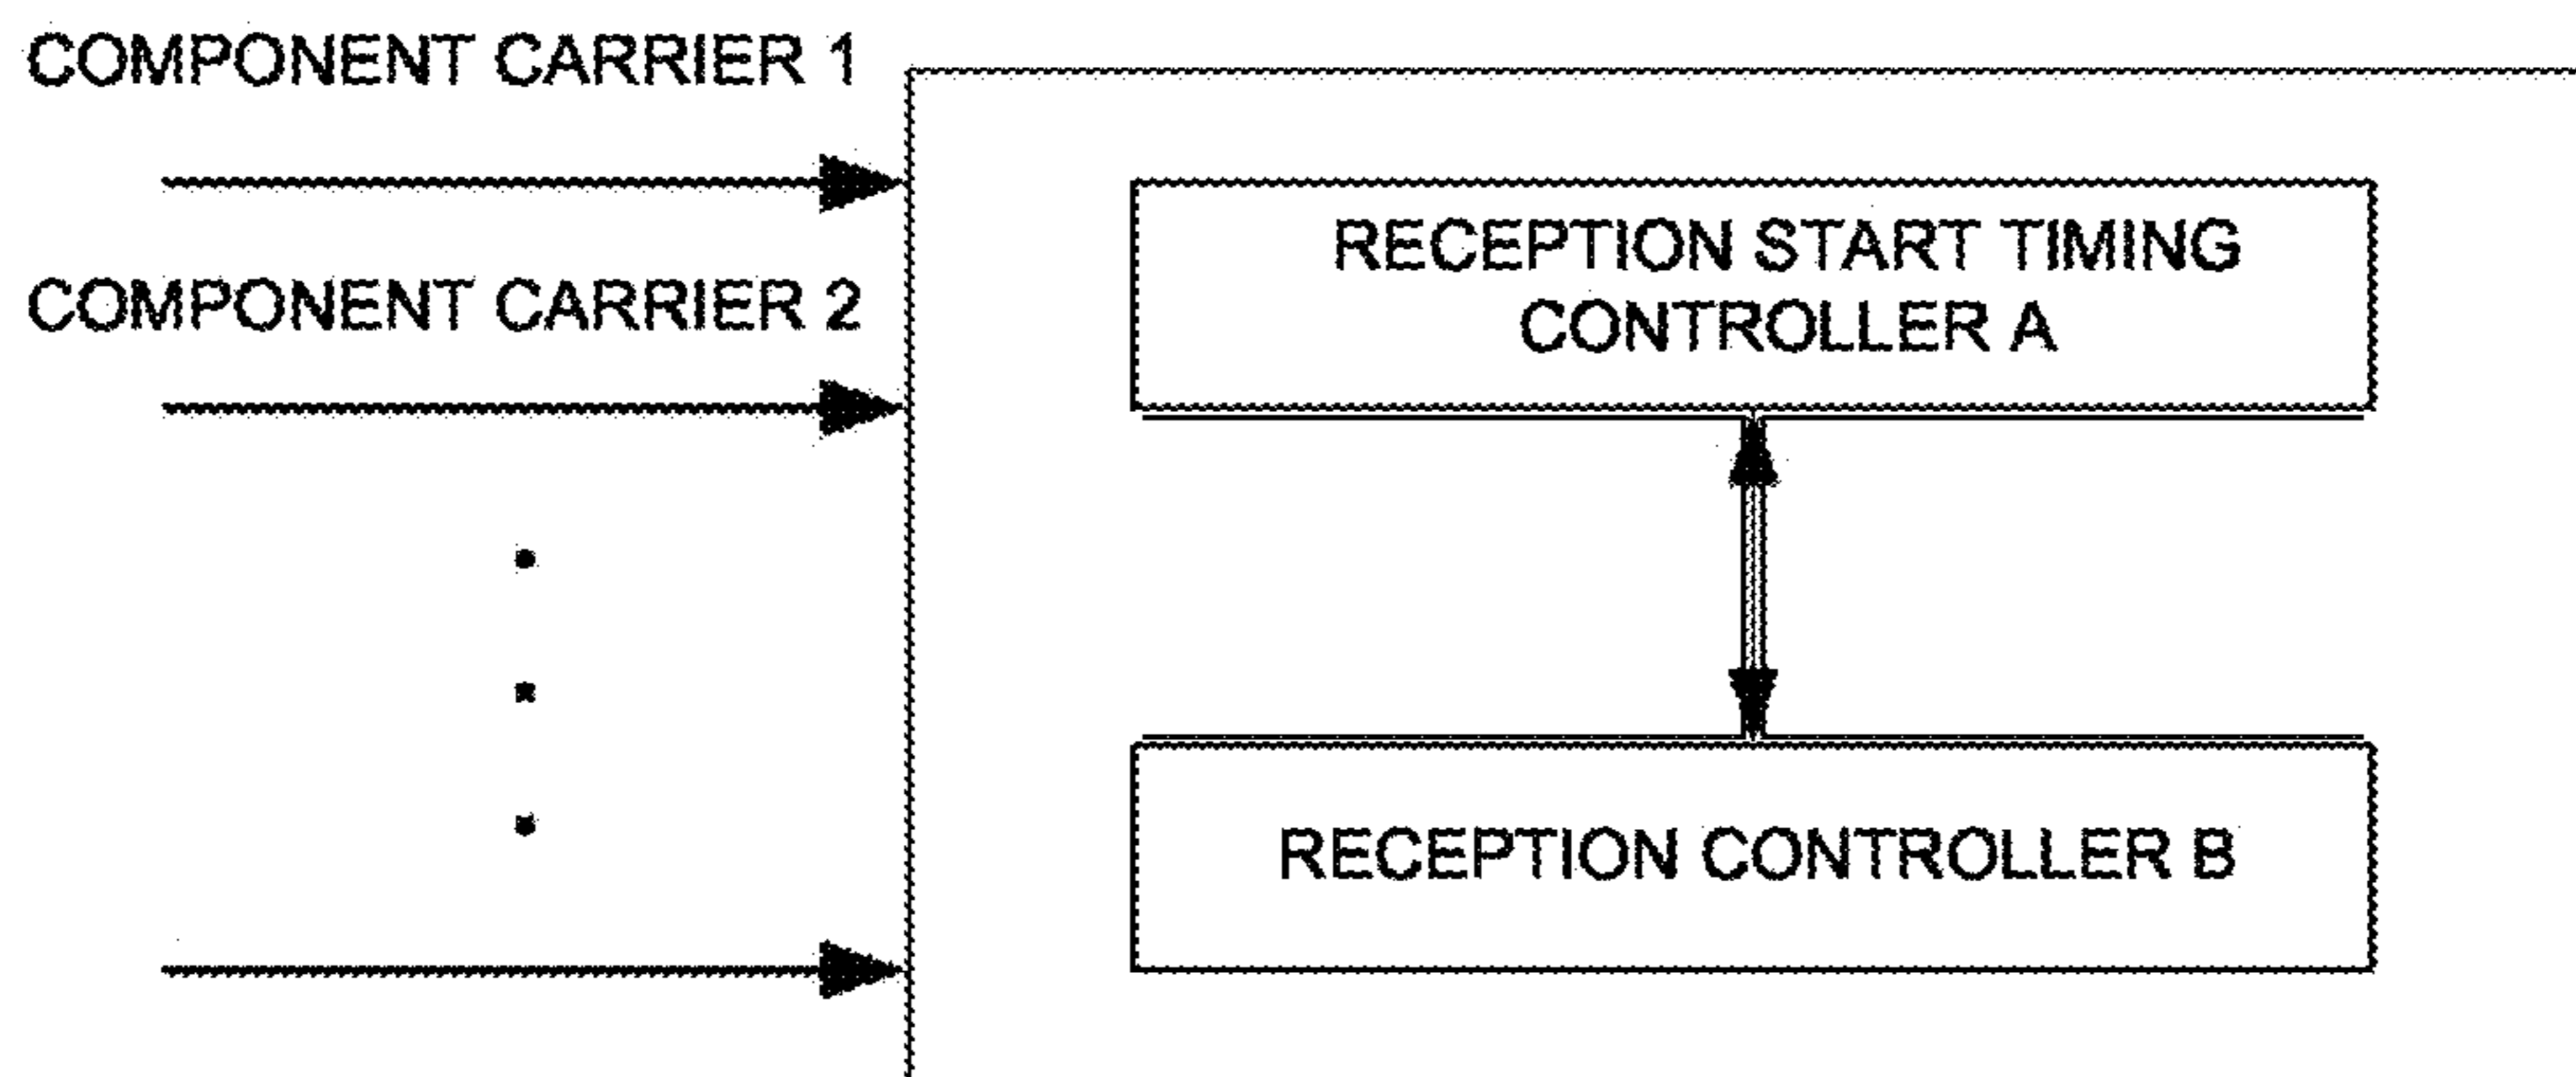 COMPONENT CARRIER 1
COMPONENT CARRIER 2
RECEPTION START TIMING
CONTROLLER A
RECEPTION CONTROLLER B